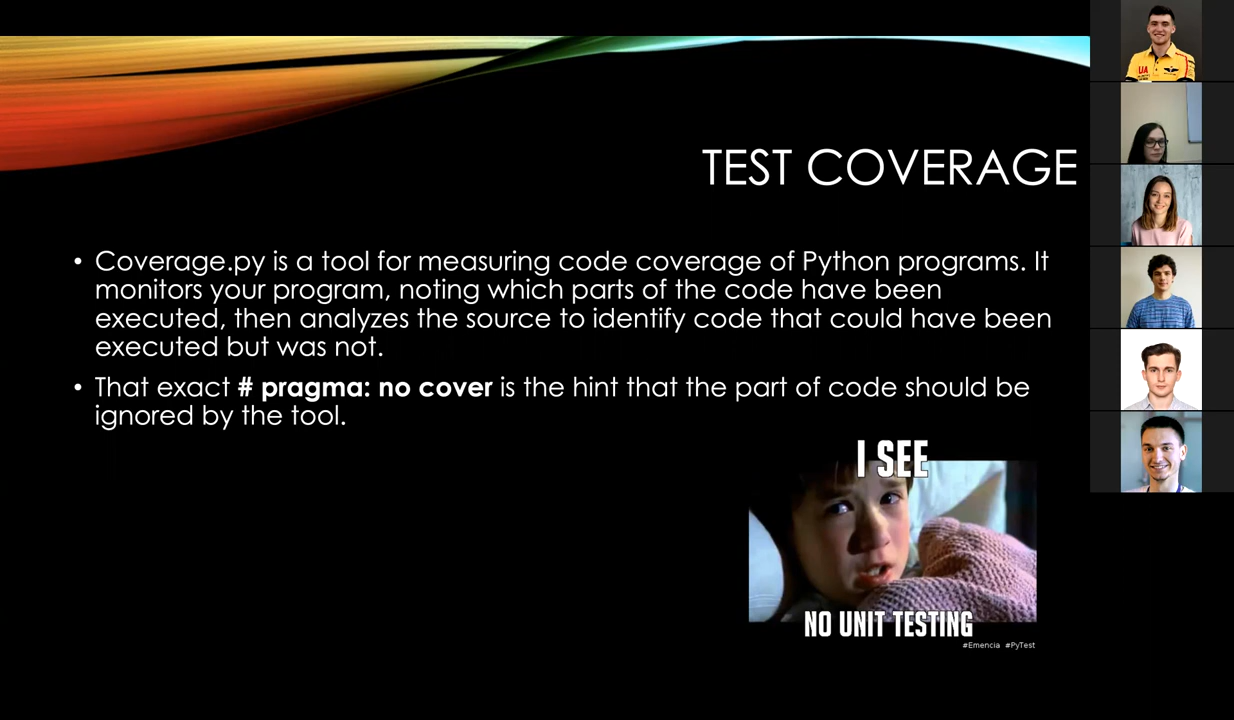 TEST COVERAGE
• Coverage.py is a tool for measuring code coverage of Python programs. It
monitors your program, noting which parts of the code have been
executed, then analyzes the source to identify code that could have been
executed but was not.
• That exact # pragma: no cover is the hint that the part of code should be
ignored by the tool.
I SEE
NO UNIT TESTING
#Emencia #PyTest
UA